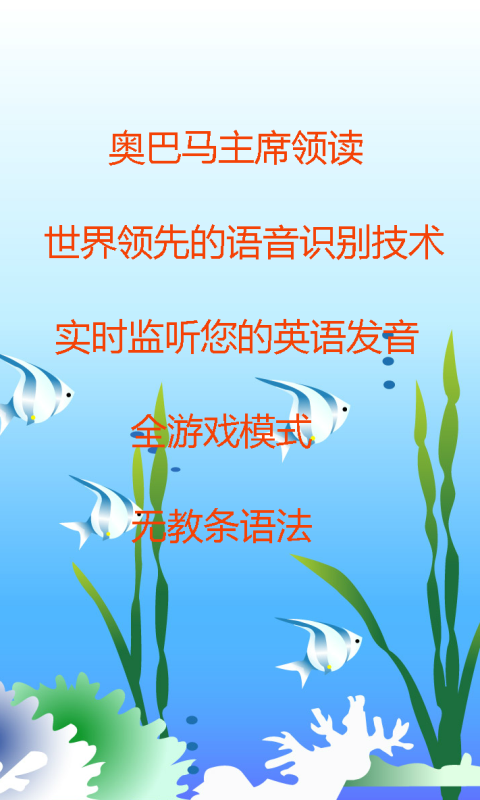 奥巴马主席领读
世界领先的语音识别技术
实时监听您的英语发音
全游戏模式
无教条语法